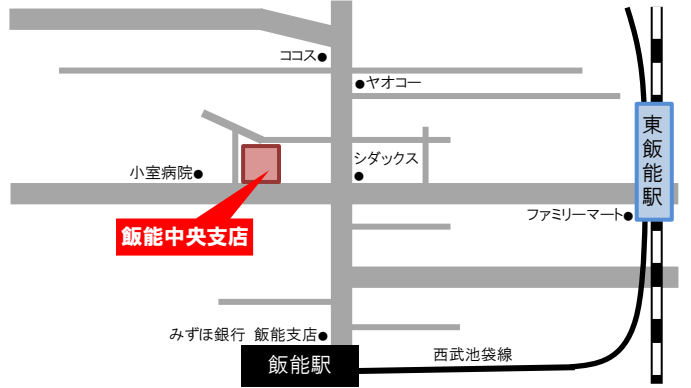 ココス
ヤオコー
東飯能駅
シダックス
小室病院
ファミリーマート
飯能中央支店
みずほ銀行 飯能支店
西武池袋線
飯能駅